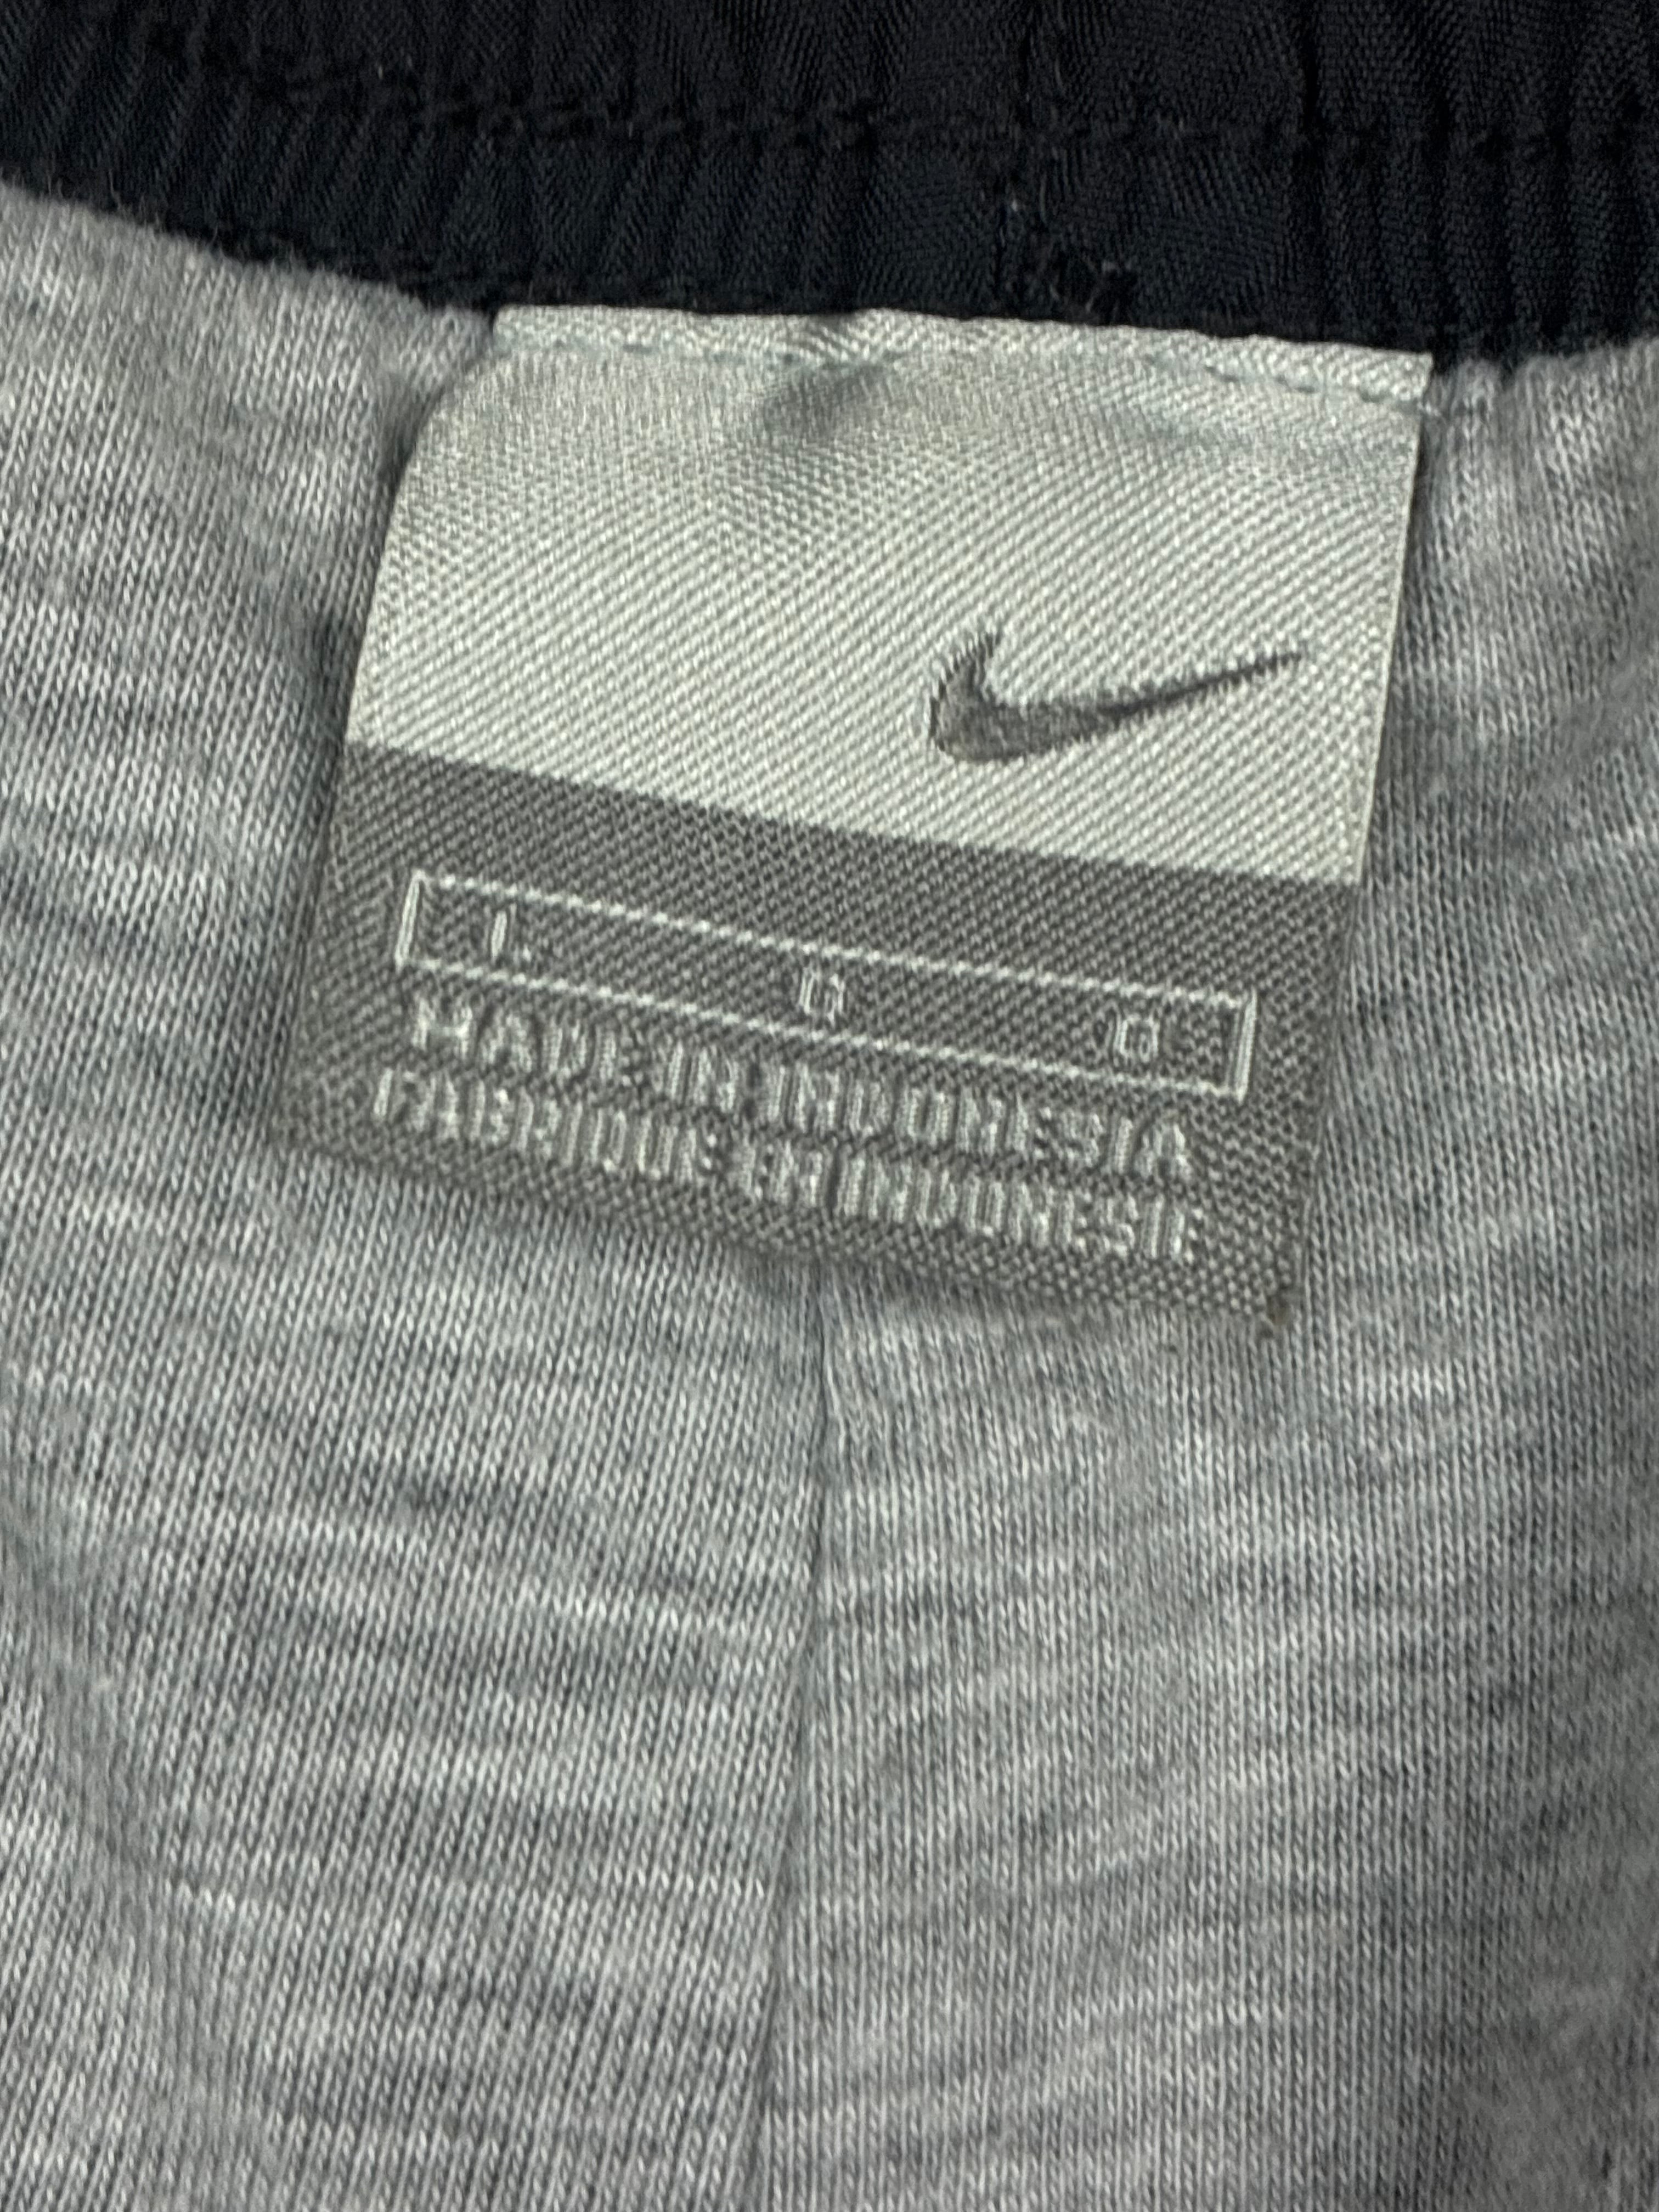 L G G
MADE IN INDONESIA
FABRIQUE EN INDONESIE